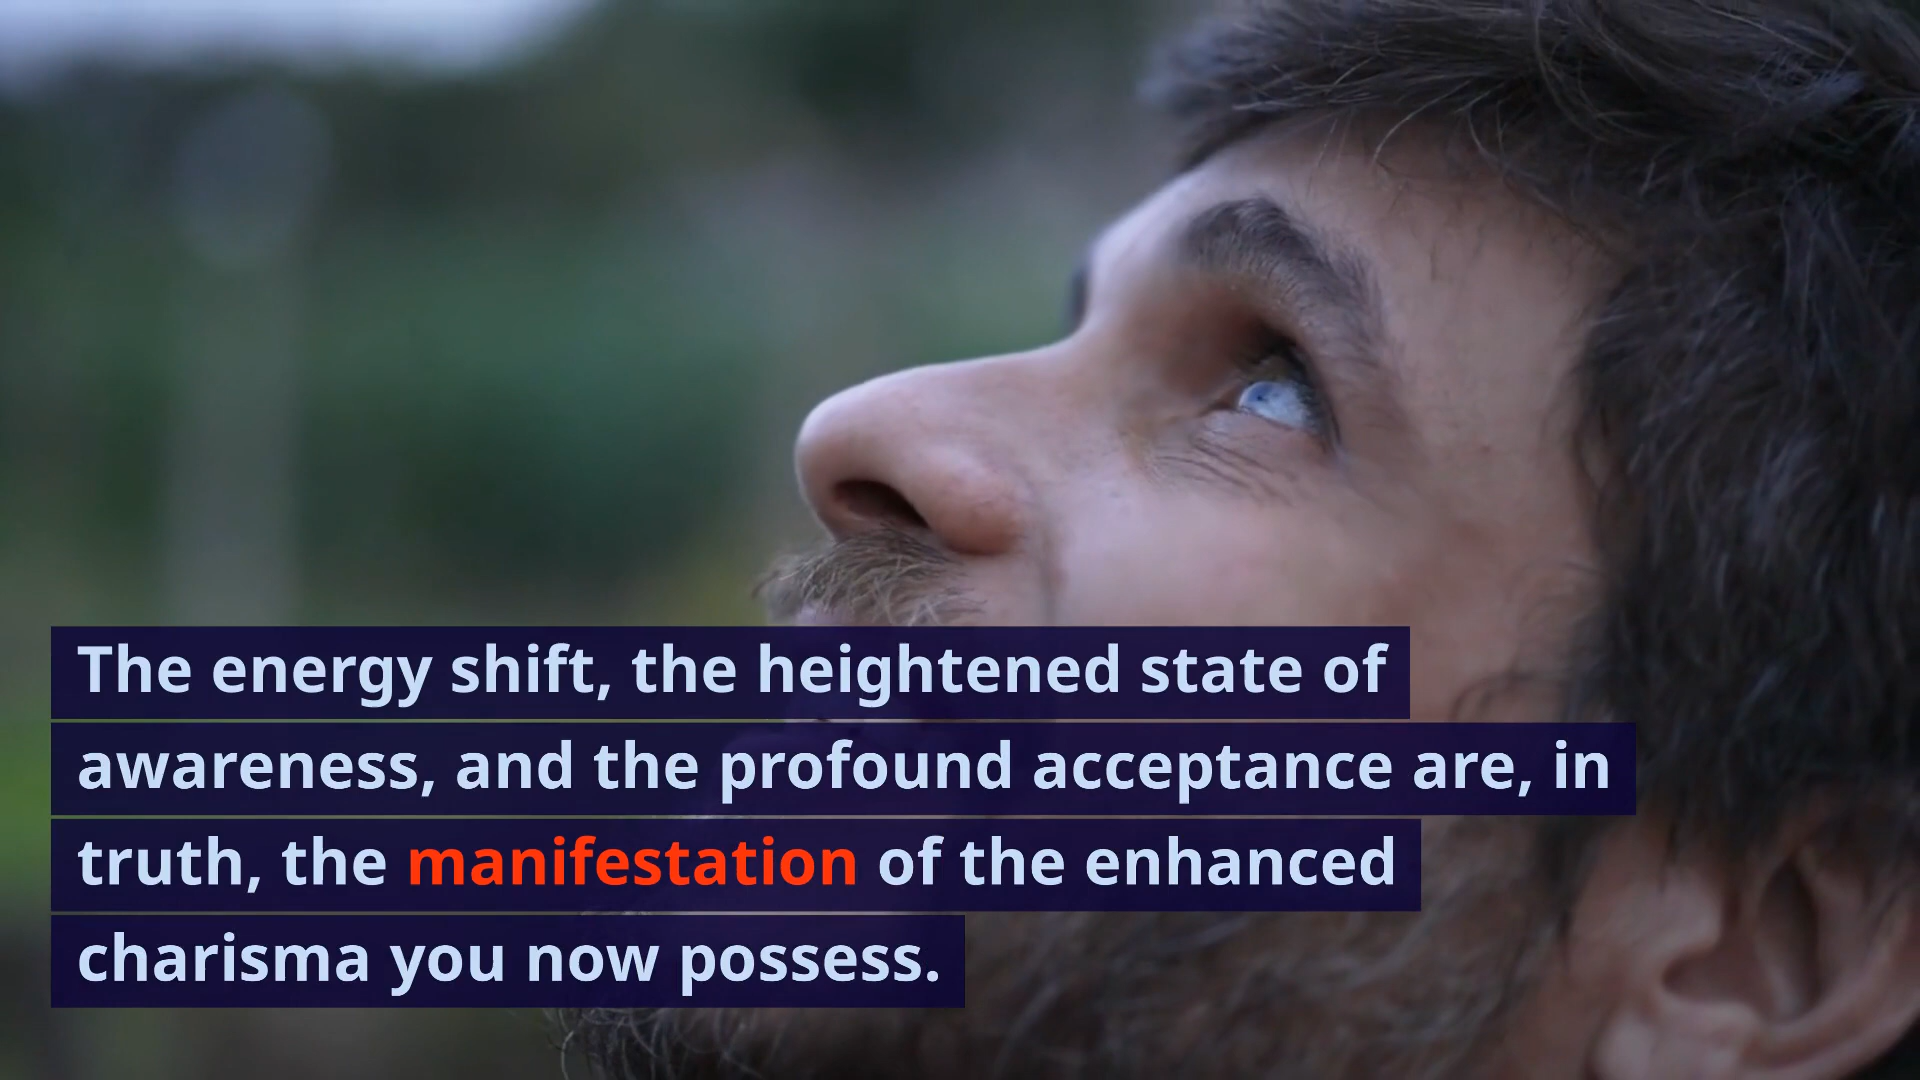 The energy shift, the heightened state of
awareness, and the profound acceptance are, in
truth, the manifestation of the enhanced
charisma you now possess.